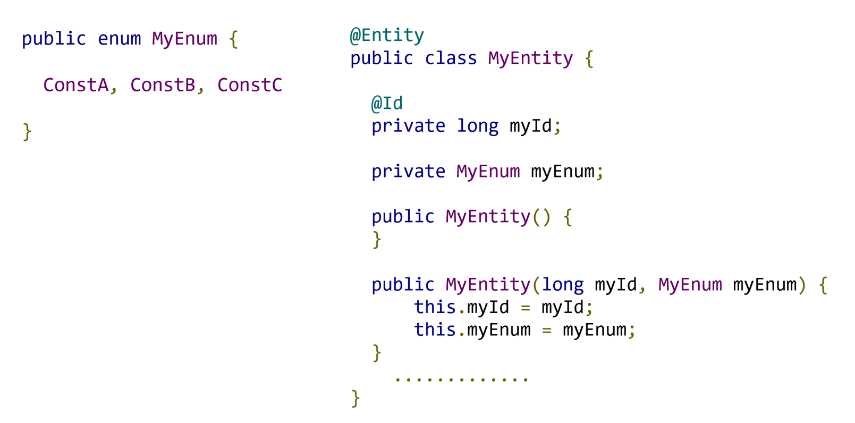 public enum MyEnum {
ConstA, ConstB, ConstC
}
@Entity
public class MyEntity {
@Id
private long myId;
private MyEnum myEnum;
public MyEntity() {
}
public MyEntity(long myId, MyEnum myEnum) {
this.myId = myId;
this.myEnum = myEnum;
}
.............
}